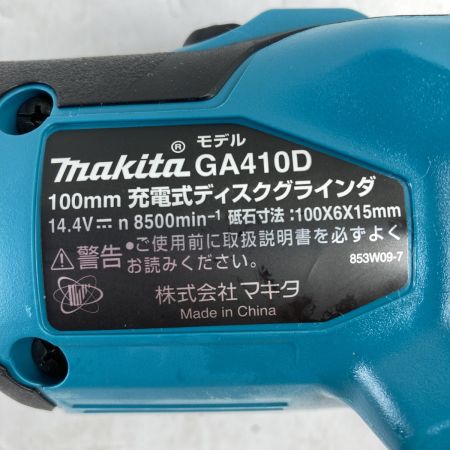 モデル
makita® GA410D
100mm 充電式ディスクグラインダ
14.4V⎓ n 8500min⁻¹ 砥石寸法:100X6X15mm
⚠警告 •ご使用前に取扱説明書を必ずよく
お読みください。
853W09-7
株式会社マキタ
Made in China